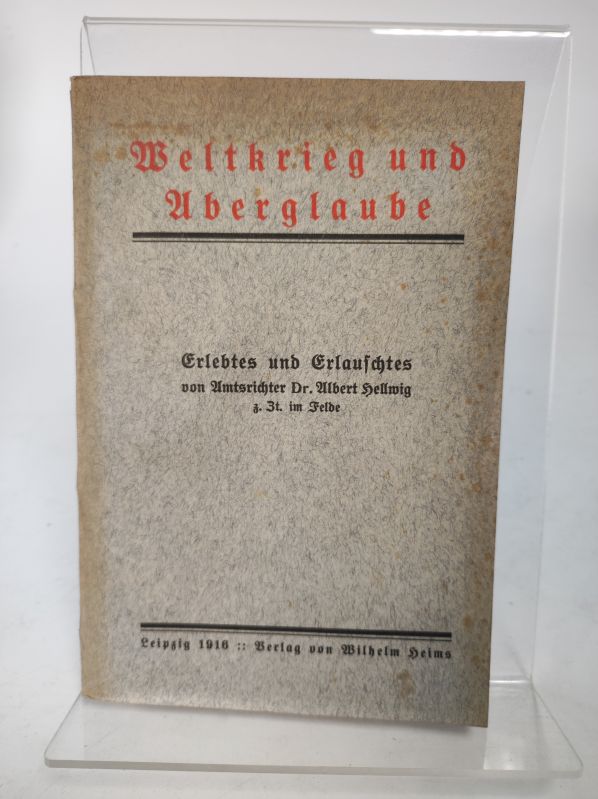 Weltkrieg und
Aberglaube
Erlebtes und Erlauschtes
von Amtsrichter Dr. Albert Hellwig
z. Zt. im Felde
Leipzig 1916 :: Verlag von Wilhelm Heims